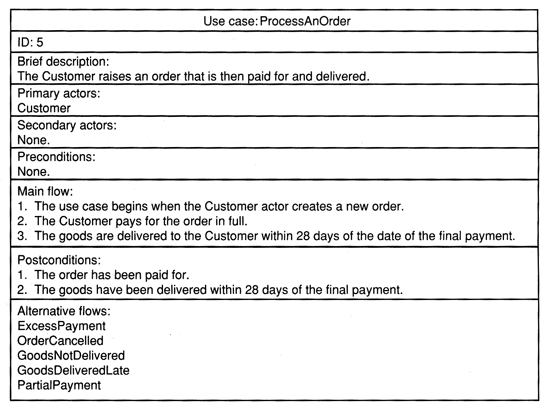 Use case: ProcessAnOrder
ID: 5
Brief description:
The Customer raises an order that is then paid for and delivered.
Primary actors:
Customer
Secondary actors:
None.
Preconditions:
None.
Main flow:
1. The use case begins when the Customer actor creates a new order.
2. The Customer pays for the order in full.
3. The goods are delivered to the Customer within 28 days of the date of the final payment.
Postconditions:
1. The order has been paid for.
2. The goods have been delivered within 28 days of the final payment.
Alternative flows:
ExcessPayment
OrderCancelled
GoodsNotDelivered
GoodsDeliveredLate
PartialPayment